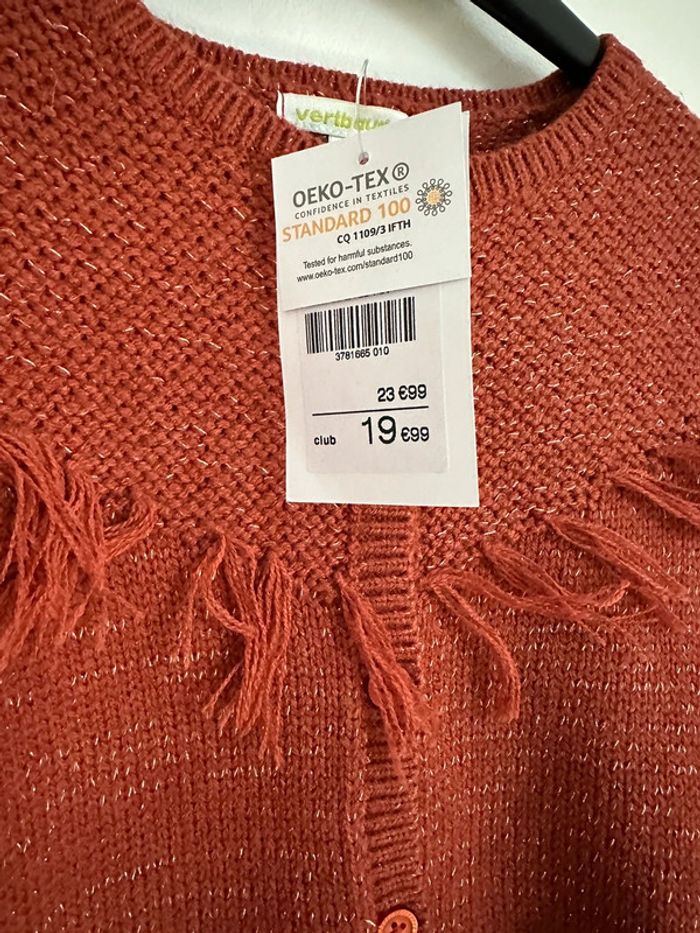 OEKO-TEX®
CONFIDENCE IN TEXTILES
STANDARD 100
CQ 1109/3 IFTH
Tested for harmful substances.
www.oeko-tex.com/standard100
3781665 010
23 €99
club 19 €99